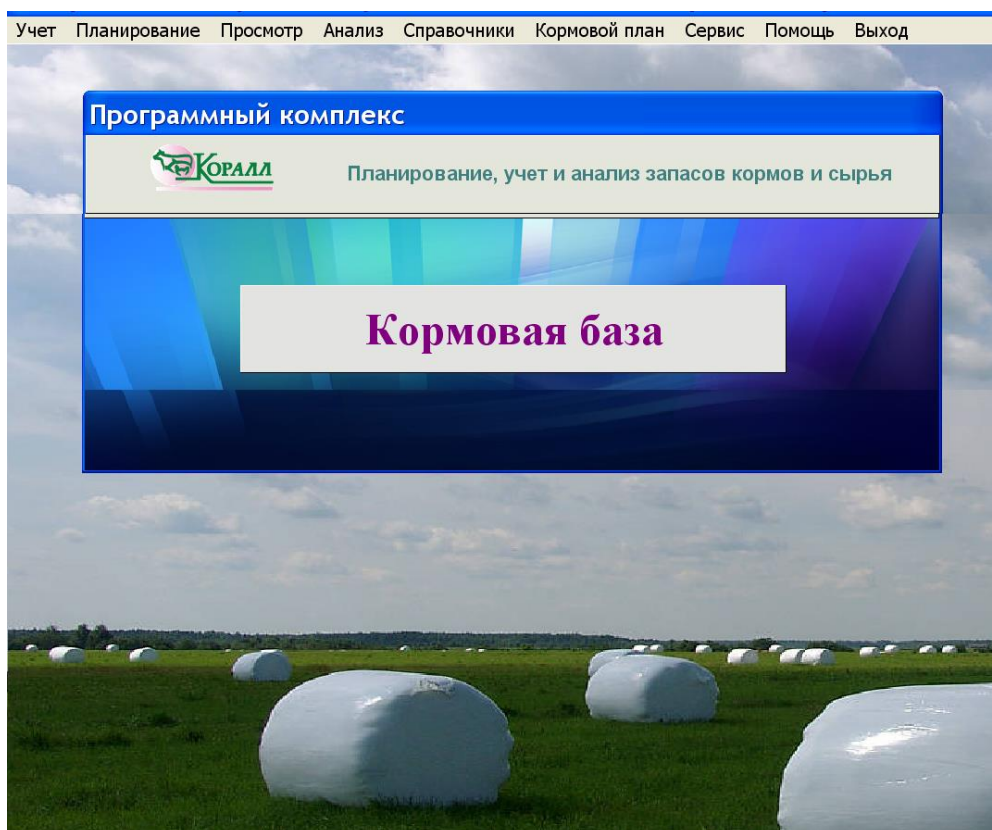 Учет Планирование Просмотр Анализ Справочники Кормовой план Сервис Помощь Выход
Программный комплекс
КОРАЛЛ
Планирование, учет и анализ запасов кормов и сырья
Кормовая база